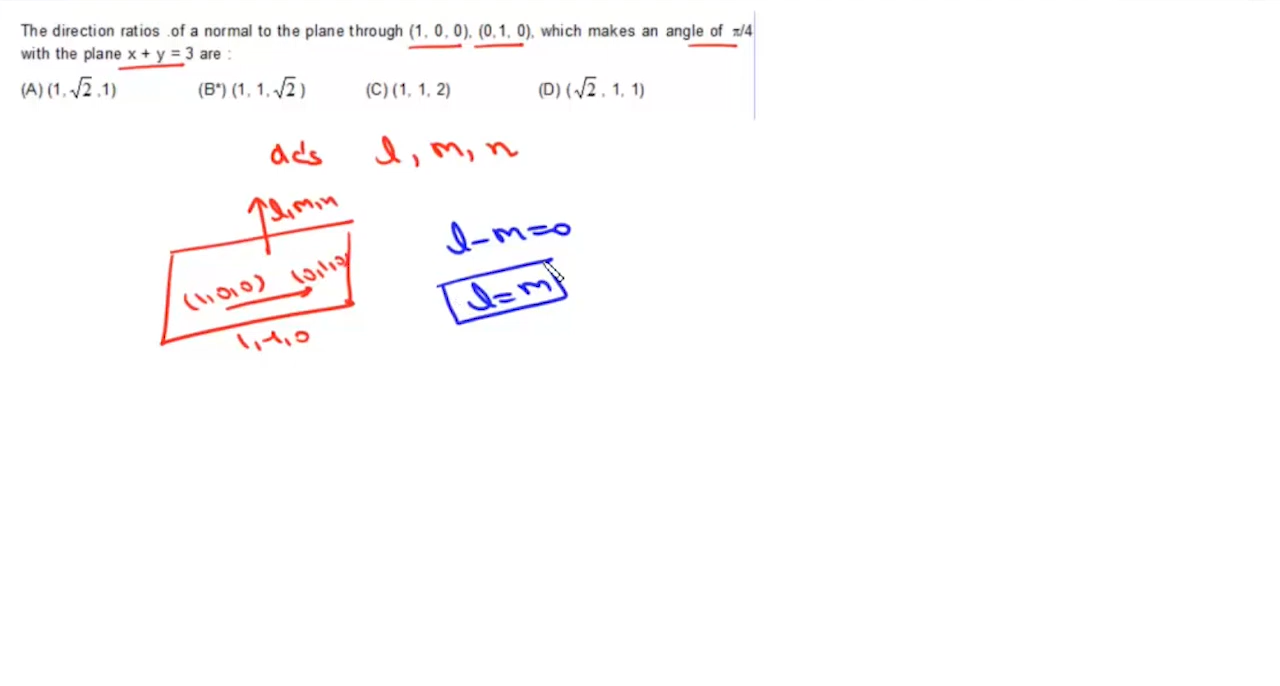 The direction ratios .of a normal to the plane through (1, 0, 0), (0, 1, 0), which makes an angle of π/4
with the plane x + y = 3 are :
(A) (1, √2 ,1) (B*) (1, 1, √2 ) (C) (1, 1, 2) (D) (√2 , 1, 1)
l, m, n
l, m, n
l - m = 0
(1,0,0) (0,1,0)
l = m
1, -1, 0